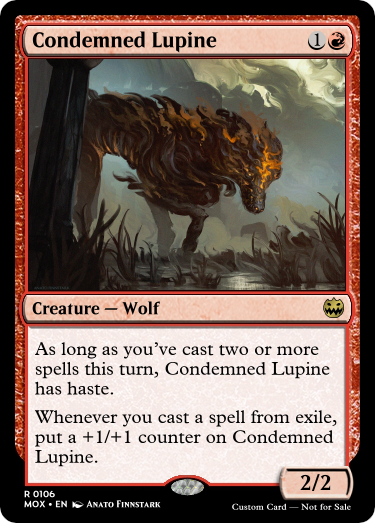 Condemned Lupine 1
Creature — Wolf
As long as you've cast two or more
spells this turn, Condemned Lupine
has haste.
Whenever you cast a spell from exile,
put a +1/+1 counter on Condemned
Lupine.
2/2
R 0106
MOX • EN Anato Finnstark
Custom Card — Not for Sale